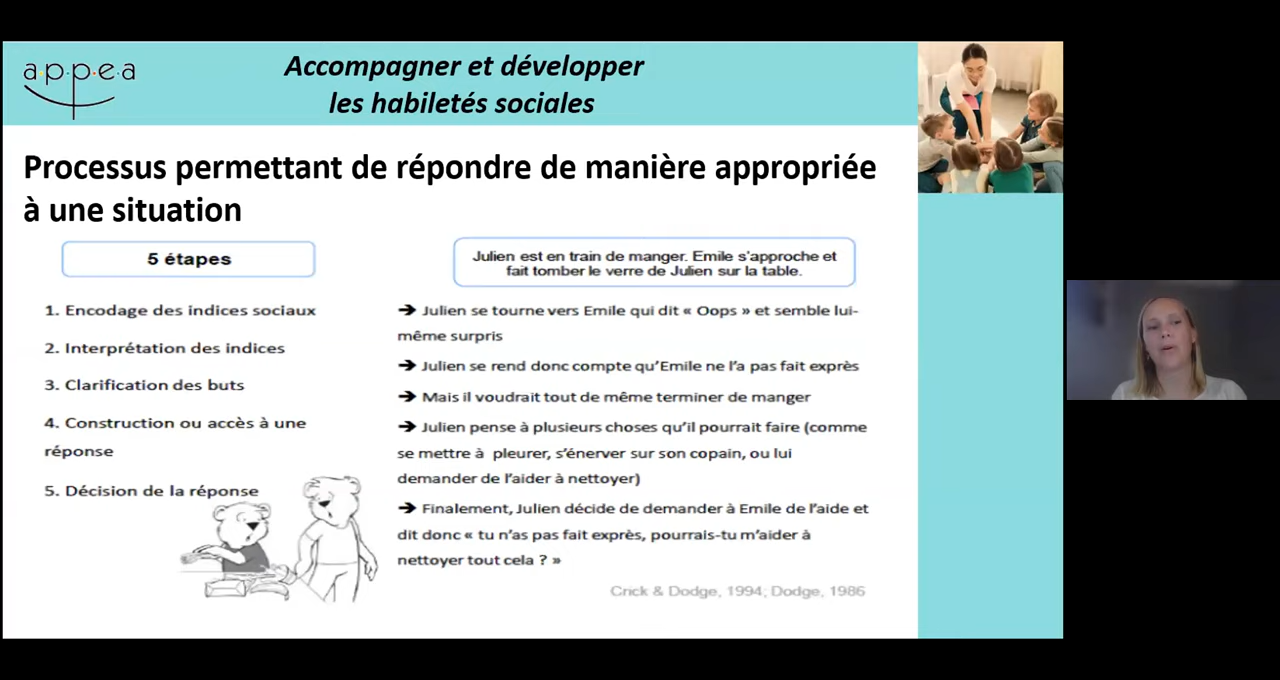 a·p·p·e·a
Accompagner et développer
les habiletés sociales
Processus permettant de répondre de manière appropriée
à une situation
5 étapes
1. Encodage des indices sociaux
2. Interprétation des indices
3. Clarification des buts
4. Construction ou accès à une
réponse
5. Décision de la réponse
Julien est en train de manger. Emile s'approche et
fait tomber le verre de Julien sur la table.
➔ Julien se tourne vers Emile qui dit « Oops » et semble lui-
même surpris
➔ Julien se rend donc compte qu'Emile ne l'a pas fait exprès
➔ Mais il voudrait tout de même terminer de manger
➔ Julien pense à plusieurs choses qu'il pourrait faire (comme
se mettre à pleurer, s'énerver sur son copain, ou lui
demander de l'aider à nettoyer)
➔ Finalement, Julien décide de demander à Emile de l'aide et
dit donc « tu n'as pas fait exprès, pourrais-tu m'aider à
nettoyer tout cela ? »
Crick & Dodge, 1994; Dodge, 1986